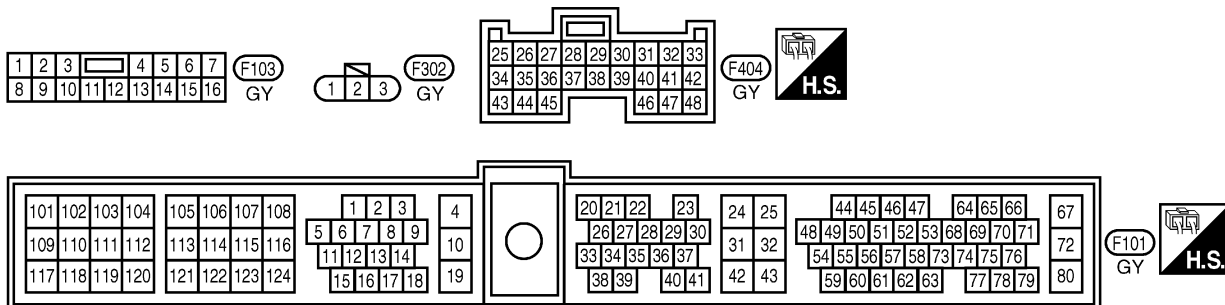 1 2 3 4 5 6 7
8 9 10 11 12 13 14 15 16
F103
GY
1 2 3
F302
GY
25 26 27 28 29 30 31 32 33
34 35 36 37 38 39 40 41 42
43 44 45 46 47 48
F404
GY
H.S.
101 102 103 104 105 106 107 108 1 2 3 4 20 21 22 23 24 25 44 45 46 47 64 65 66 67
5 6 7 8 9 26 27 28 29 30 48 49 50 51 52 53 68 69 70 71
109 110 111 112 113 114 115 116 10 31 32 72
11 12 13 14 33 34 35 36 37 54 55 56 57 58 73 74 75 76
117 118 119 120 121 122 123 124 15 16 17 18 19 38 39 40 41 42 43 59 60 61 62 63 77 78 79 80
F101
GY
H.S.